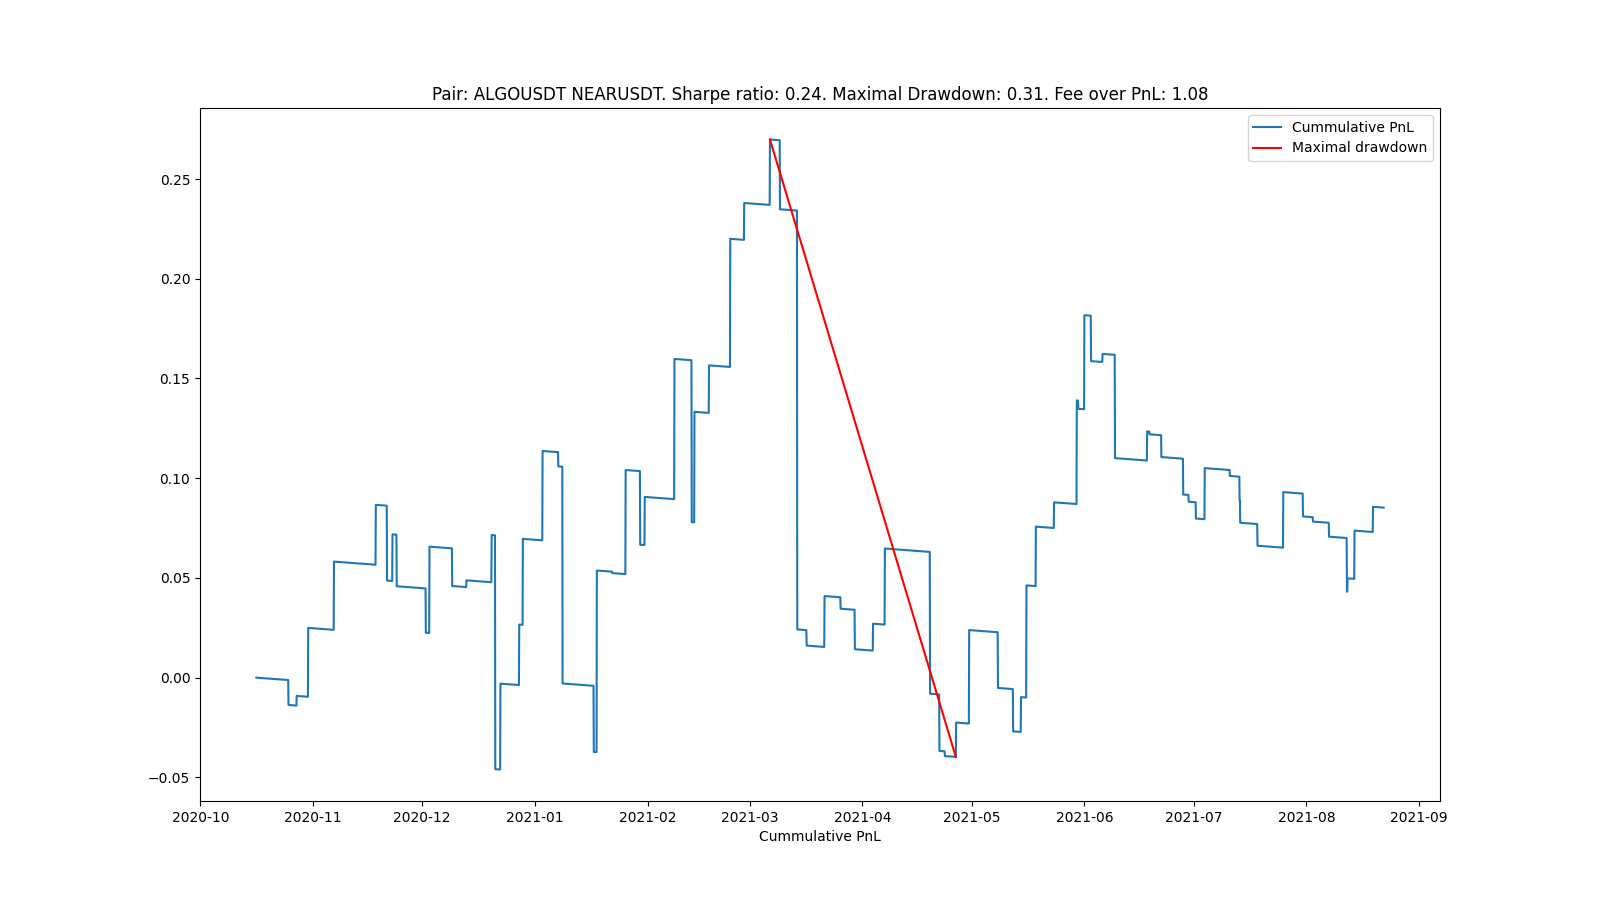 Pair: ALGOUSDT NEARUSDT. Sharpe ratio: 0.24. Maximal Drawdown: 0.31. Fee over PnL: 1.08
Cummulative PnL
Maximal drawdown
0.25
0.20
0.15
0.10
0.05
0.00
−0.05
2020-10 2020-11 2020-12 2021-01 2021-02 2021-03 2021-04 2021-05 2021-06 2021-07 2021-08 2021-09
Cummulative PnL